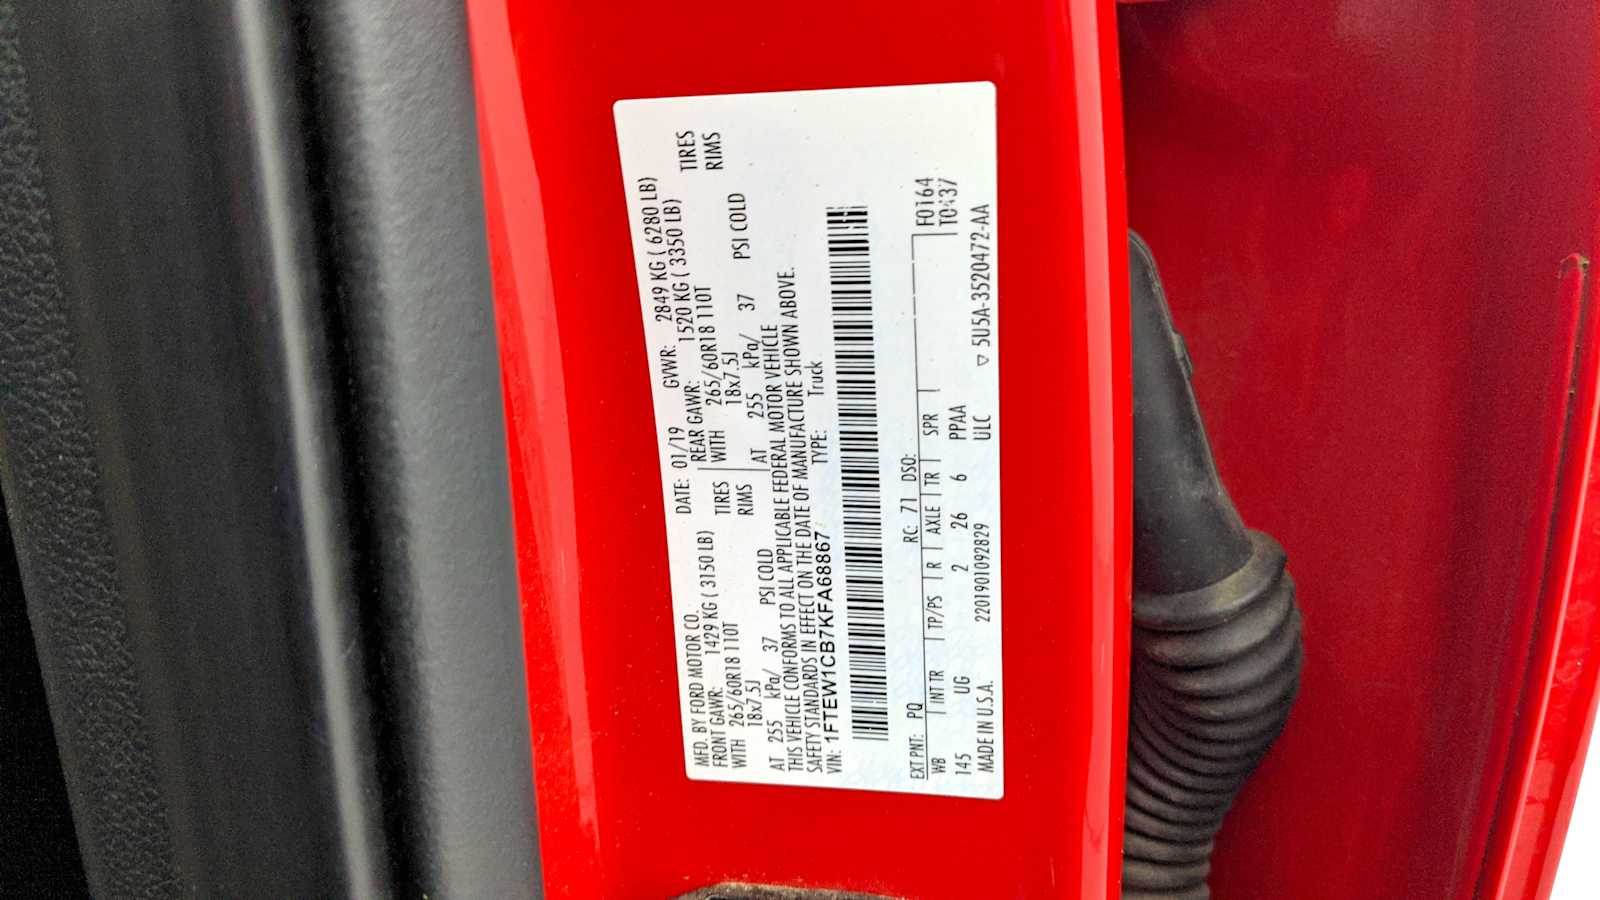 MFD. BY FORD MOTOR CO.
DATE: 01/19 GVWR: 2849 KG ( 6280 LB)
FRONT GAWR: 1429 KG ( 3150 LB) REAR GAWR: 1520 KG ( 3350 LB)
WITH 265/60R18 110T TIRES WITH 265/60R18 110T TIRES
18x7.5J RIMS 18x7.5J RIMS
AT 255 kPa/ 37 PSI COLD AT 255 kPa/ 37 PSI COLD
THIS VEHICLE CONFORMS TO ALL APPLICABLE FEDERAL MOTOR VEHICLE
SAFETY STANDARDS IN EFFECT ON THE DATE OF MANUFACTURE SHOWN ABOVE.
VIN: 1FTEW1CB7KFA68867 TYPE: Truck
EXT PNT: PQ RC: 71 DSO: F0164
WB INT TR TP/PS R AXLE TR SPR T0437
145 UG 2 26 6 PPAA
MADE IN U.S.A. 2201901092829 ULC ▽ 5U5A-3520472-AA